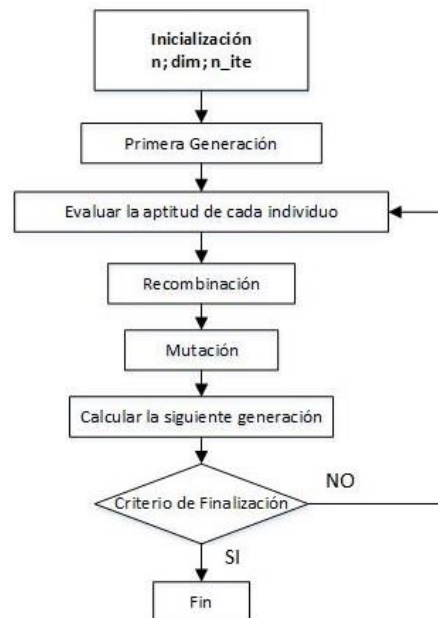 Inicialización
n; dim; n_ite
Primera Generación
Evaluar la aptitud de cada individuo
Recombinación
Mutación
Calcular la siguiente generación
Criterio de Finalización
NO
SI
Fin